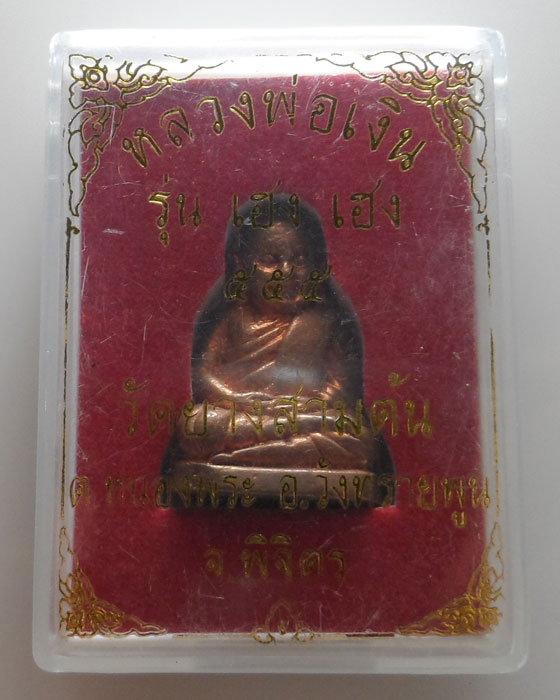 หลวงพ่อเงิน
รุ่น เฮง เฮง
๕๕๕
วัดยางสามต้น
ต.หนองพระ อ.วังทรายพูน
จ.พิจิตร